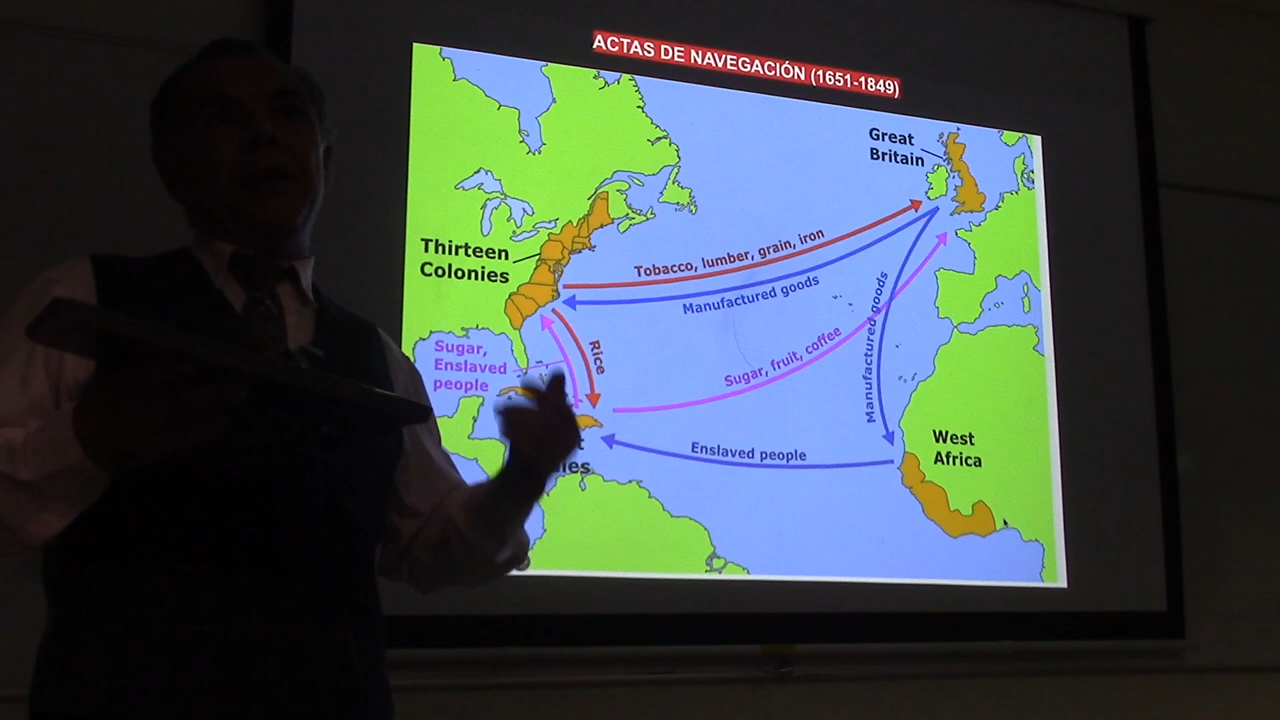 ACTAS DE NAVEGACIÓN (1651-1849)
Great
Britain
Thirteen
Colonies
Tobacco, lumber, grain, iron
Manufactured goods
Manufactured goods
Sugar,
Enslaved
people
Rice
Sugar, fruit, coffee
Enslaved people
West
Africa